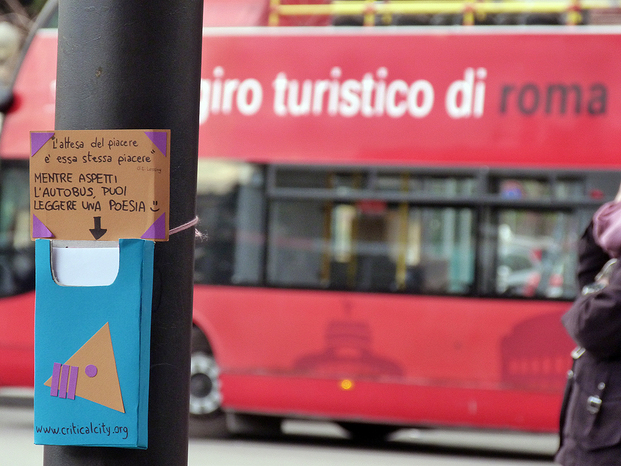 giro turistico di roma
"L'attesa del piacere
e' essa stessa piacere"
MENTRE ASPETTI
L'AUTOBUS, PUOI
LEGGERE UNA POESIA
www.criticalcity.org